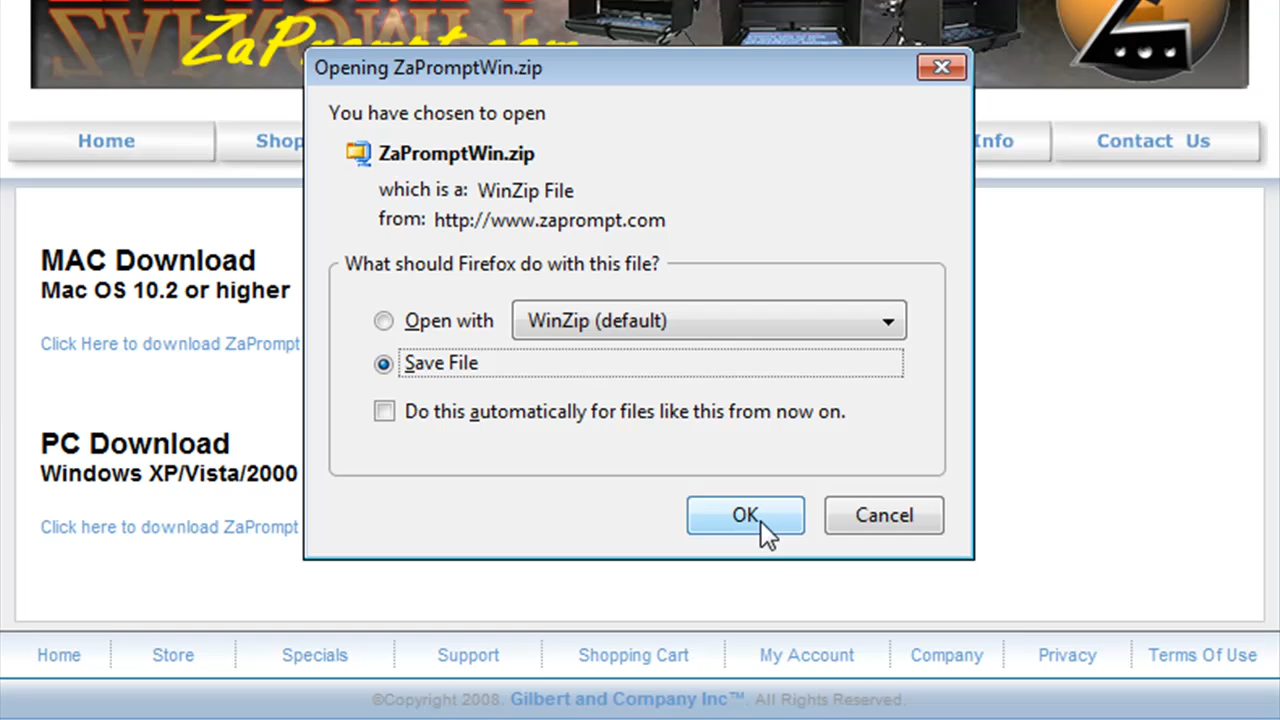 ZaPrompt.com
Opening ZaPromptWin.zip
You have chosen to open
ZaPromptWin.zip
which is a: WinZip File
from: http://www.zaprompt.com
What should Firefox do with this file?
Open with WinZip (default)
Save File
Do this automatically for files like this from now on.
OK Cancel
Home Shop Info Contact Us
MAC Download
Mac OS 10.2 or higher
Click Here to download ZaPrompt
PC Download
Windows XP/Vista/2000
Click here to download ZaPrompt
Home Store Specials Support Shopping Cart My Account Company Privacy Terms Of Use
©Copyright 2008. Gilbert and Company Inc™. All Rights Reserved.